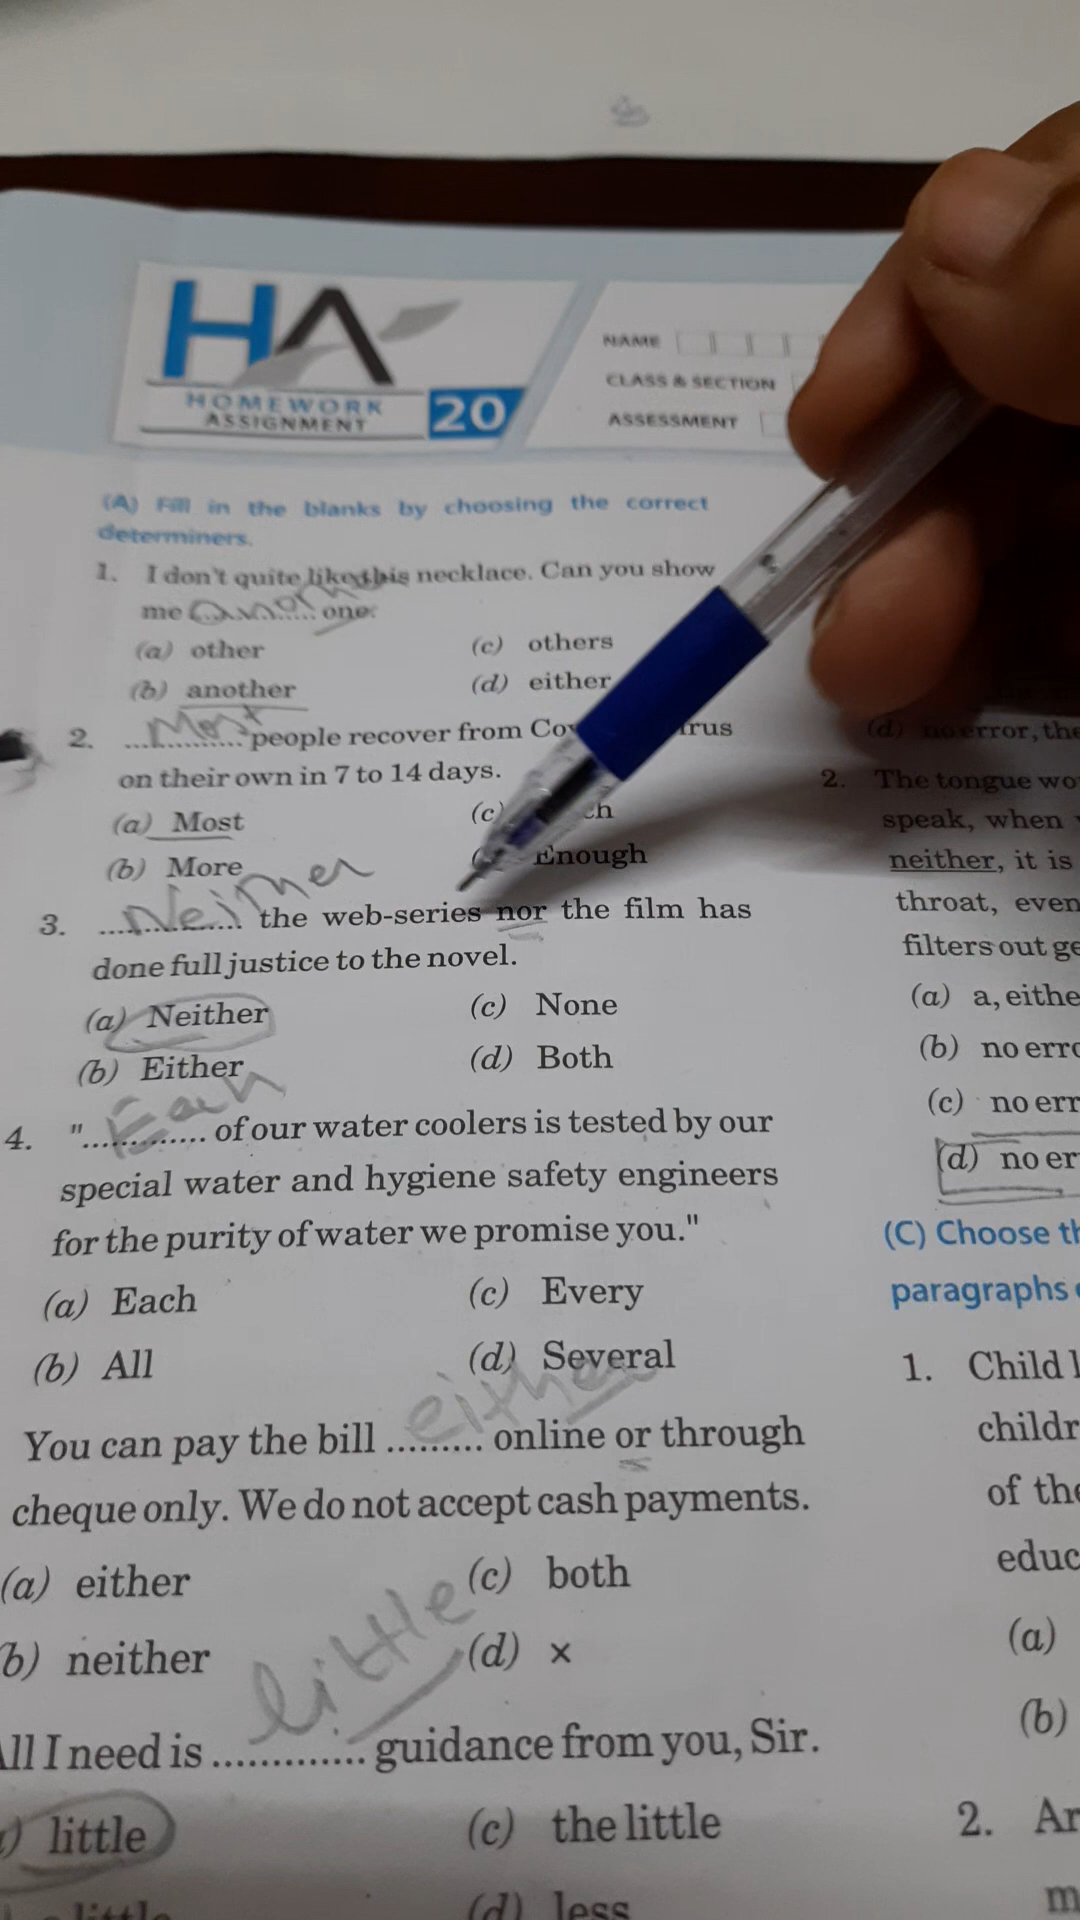 HA
HOMEWORK
ASSIGNMENT
20
NAME
CLASS & SECTION
ASSESSMENT
(A) Fill in the blanks by choosing the correct
determiners.
1. I don't quite like this necklace. Can you show
me another one.
(a) other
(c) others
(b) another
(d) either
2. Most people recover from irus
on their own in 7 to 14 days.
(a) Most
(c) ch
(b) More
Enough
3. Neither the web-series nor the film has
done full justice to the novel.
(a) Neither
(c) None
(b) Either
(d) Both
4. "Each of our water coolers is tested by our
special water and hygiene safety engineers
for the purity of water we promise you."
(a) Each
(c) Every
(b) All
(d) Several
either
You can pay the bill ......... online or through
cheque only. We do not accept cash payments.
(a) either
(c) both
b) neither
(d) ×
little
ll I need is ............. guidance from you, Sir.
) little
(c) the little
little
(d) less
(d) no error, the
2. The tongue wo
speak, when
neither, it is
throat, even
filters out ge
(a) a, eithe
(b) no erro
(c) no err
(d) no er
(C) Choose th
paragraphs
1. Child l
childr
of the
educ
(a)
(b)
2. Ar
m